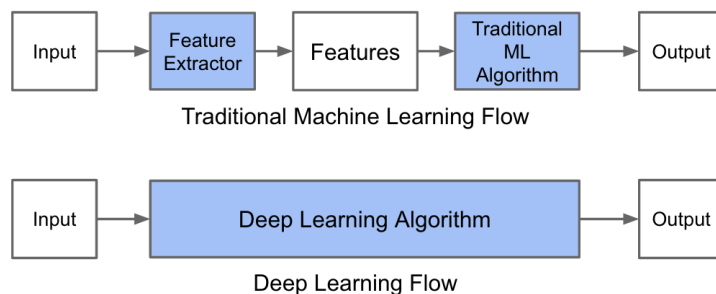 Input
Feature
Extractor
Features
Traditional
ML
Algorithm
Output
Traditional Machine Learning Flow
Input
Deep Learning Algorithm
Output
Deep Learning Flow